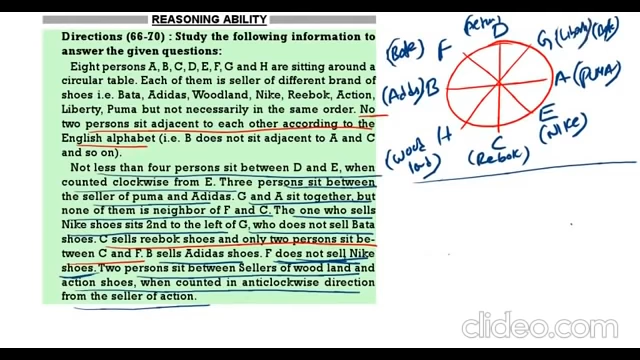 REASONING ABILITY
Directions (66-70) : Study the following information to
answer the given questions:
Eight persons A, B, C, D, E, F, G and H are sitting around a
circular table. Each of them is seller of different brand of
shoes i.e. Bata, Adidas, Woodland, Nike, Reebok, Action,
Liberty, Puma but not necessarily in the same order. No
two persons sit adjacent to each other according to the
English alphabet (i.e. B does not sit adjacent to A and C
and so on).
Not less than four persons sit between D and E, when
counted clockwise from E. Three persons sit between
the seller of puma and Adidas. G and A sit together, but
none of them is neighbor of F and C. The one who sells
Nike shoes sits 2nd to the left of G, who does not sell Bata
shoes. C sells reebok shoes and only two persons sit be-
tween C and F. B sells Adidas shoes. F does not sell Nike
shoes. Two persons sit between Sellers of wood land and
action shoes, when counted in anticlockwise direction
from the seller of action.
D
F
G (Liberty)
(Adidas) B
A (PUMA)
H
E
(wood
land)
(NIKE)
C
(Rebok)
clideo.com